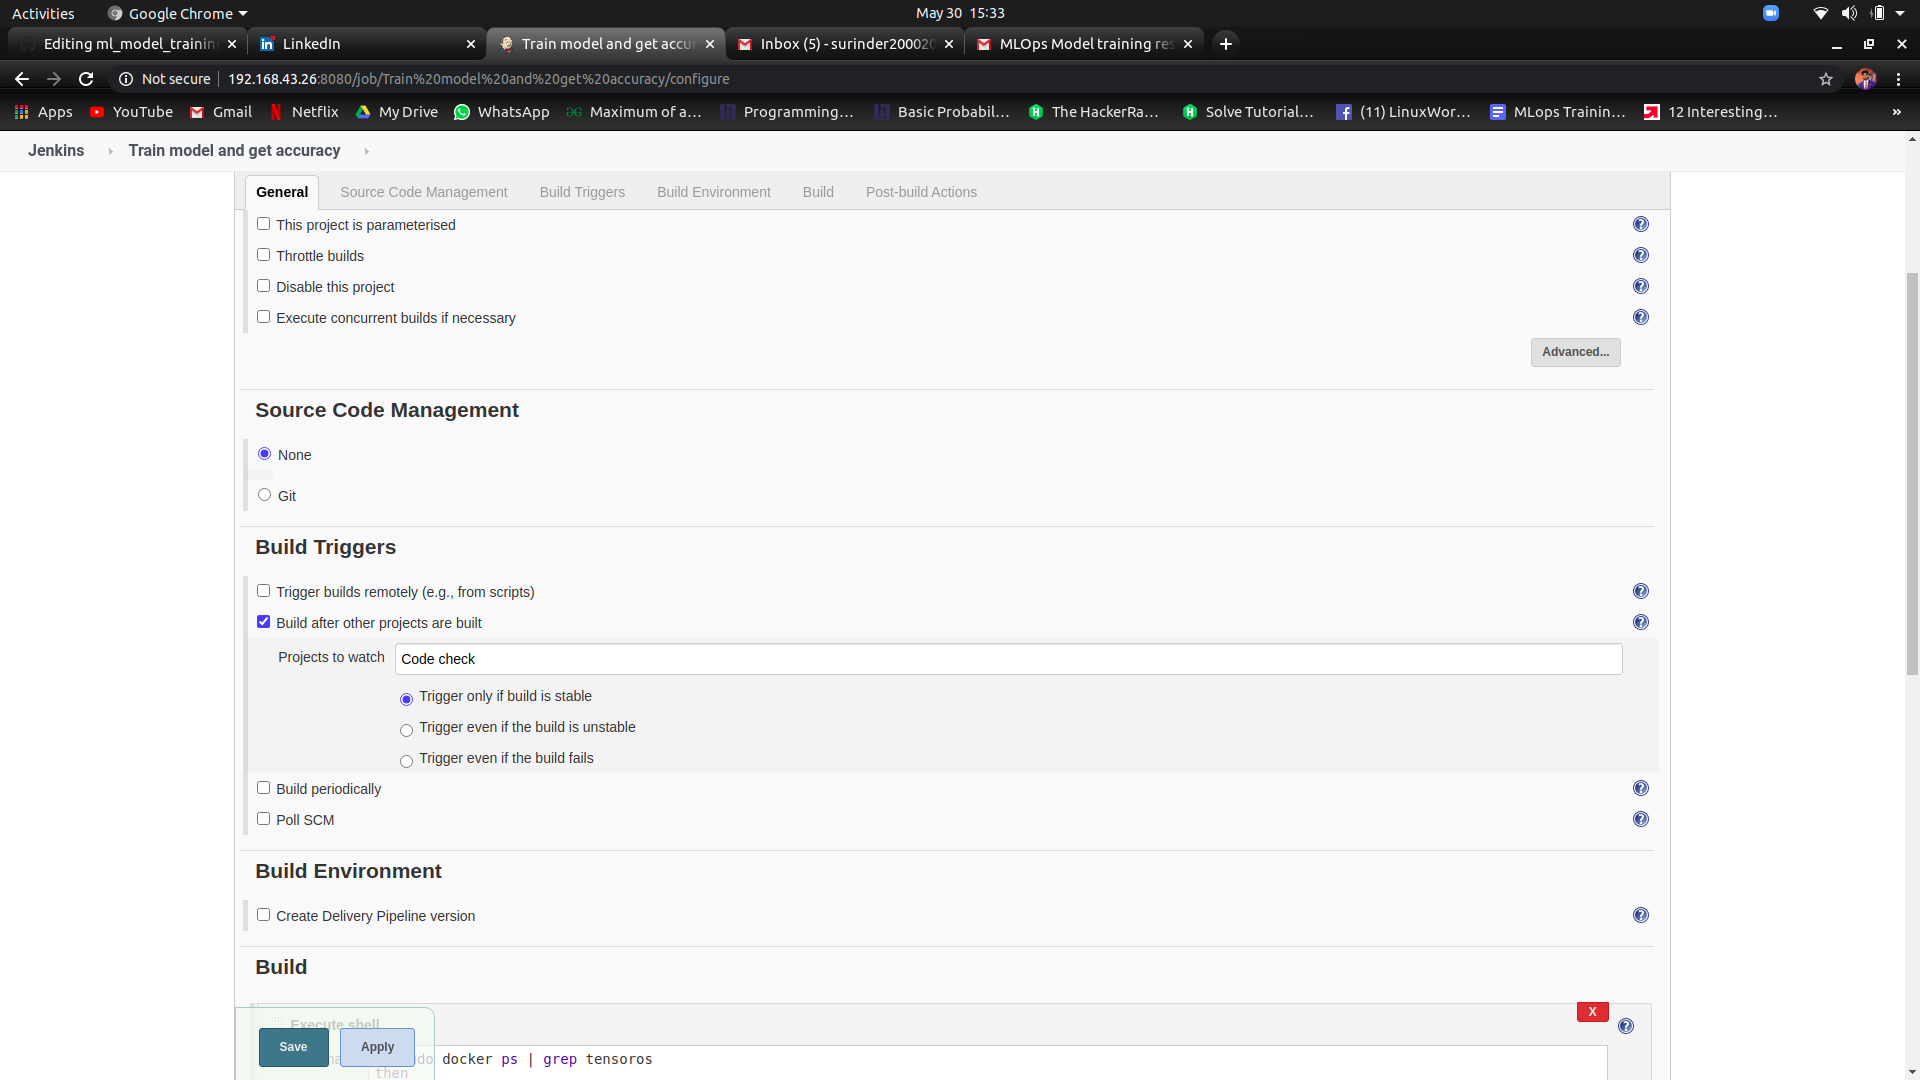 Activities
Google Chrome
May 30 15:33
Editing ml_model_training
LinkedIn
Train model and get accur
Inbox (5) - surinder200020
MLOps Model training res
Not secure
192.168.43.26:8080/job/Train%20model%20and%20get%20accuracy/configure
Apps
YouTube
Gmail
Netflix
My Drive
WhatsApp
Maximum of a...
Programming...
Basic Probabil...
The HackerRa...
Solve Tutorial...
(11) LinuxWor...
MLops Trainin...
12 Interesting...
»
Jenkins
Train model and get accuracy
General
Source Code Management
Build Triggers
Build Environment
Build
Post-build Actions
This project is parameterised
Throttle builds
Disable this project
Execute concurrent builds if necessary
Advanced...
Source Code Management
None
Git
Build Triggers
Trigger builds remotely (e.g., from scripts)
Build after other projects are built
Projects to watch
Code check
Trigger only if build is stable
Trigger even if the build is unstable
Trigger even if the build fails
Build periodically
Poll SCM
Build Environment
Create Delivery Pipeline version
Build
X
Execute shell
Save
Apply
do docker ps | grep tensoros
then